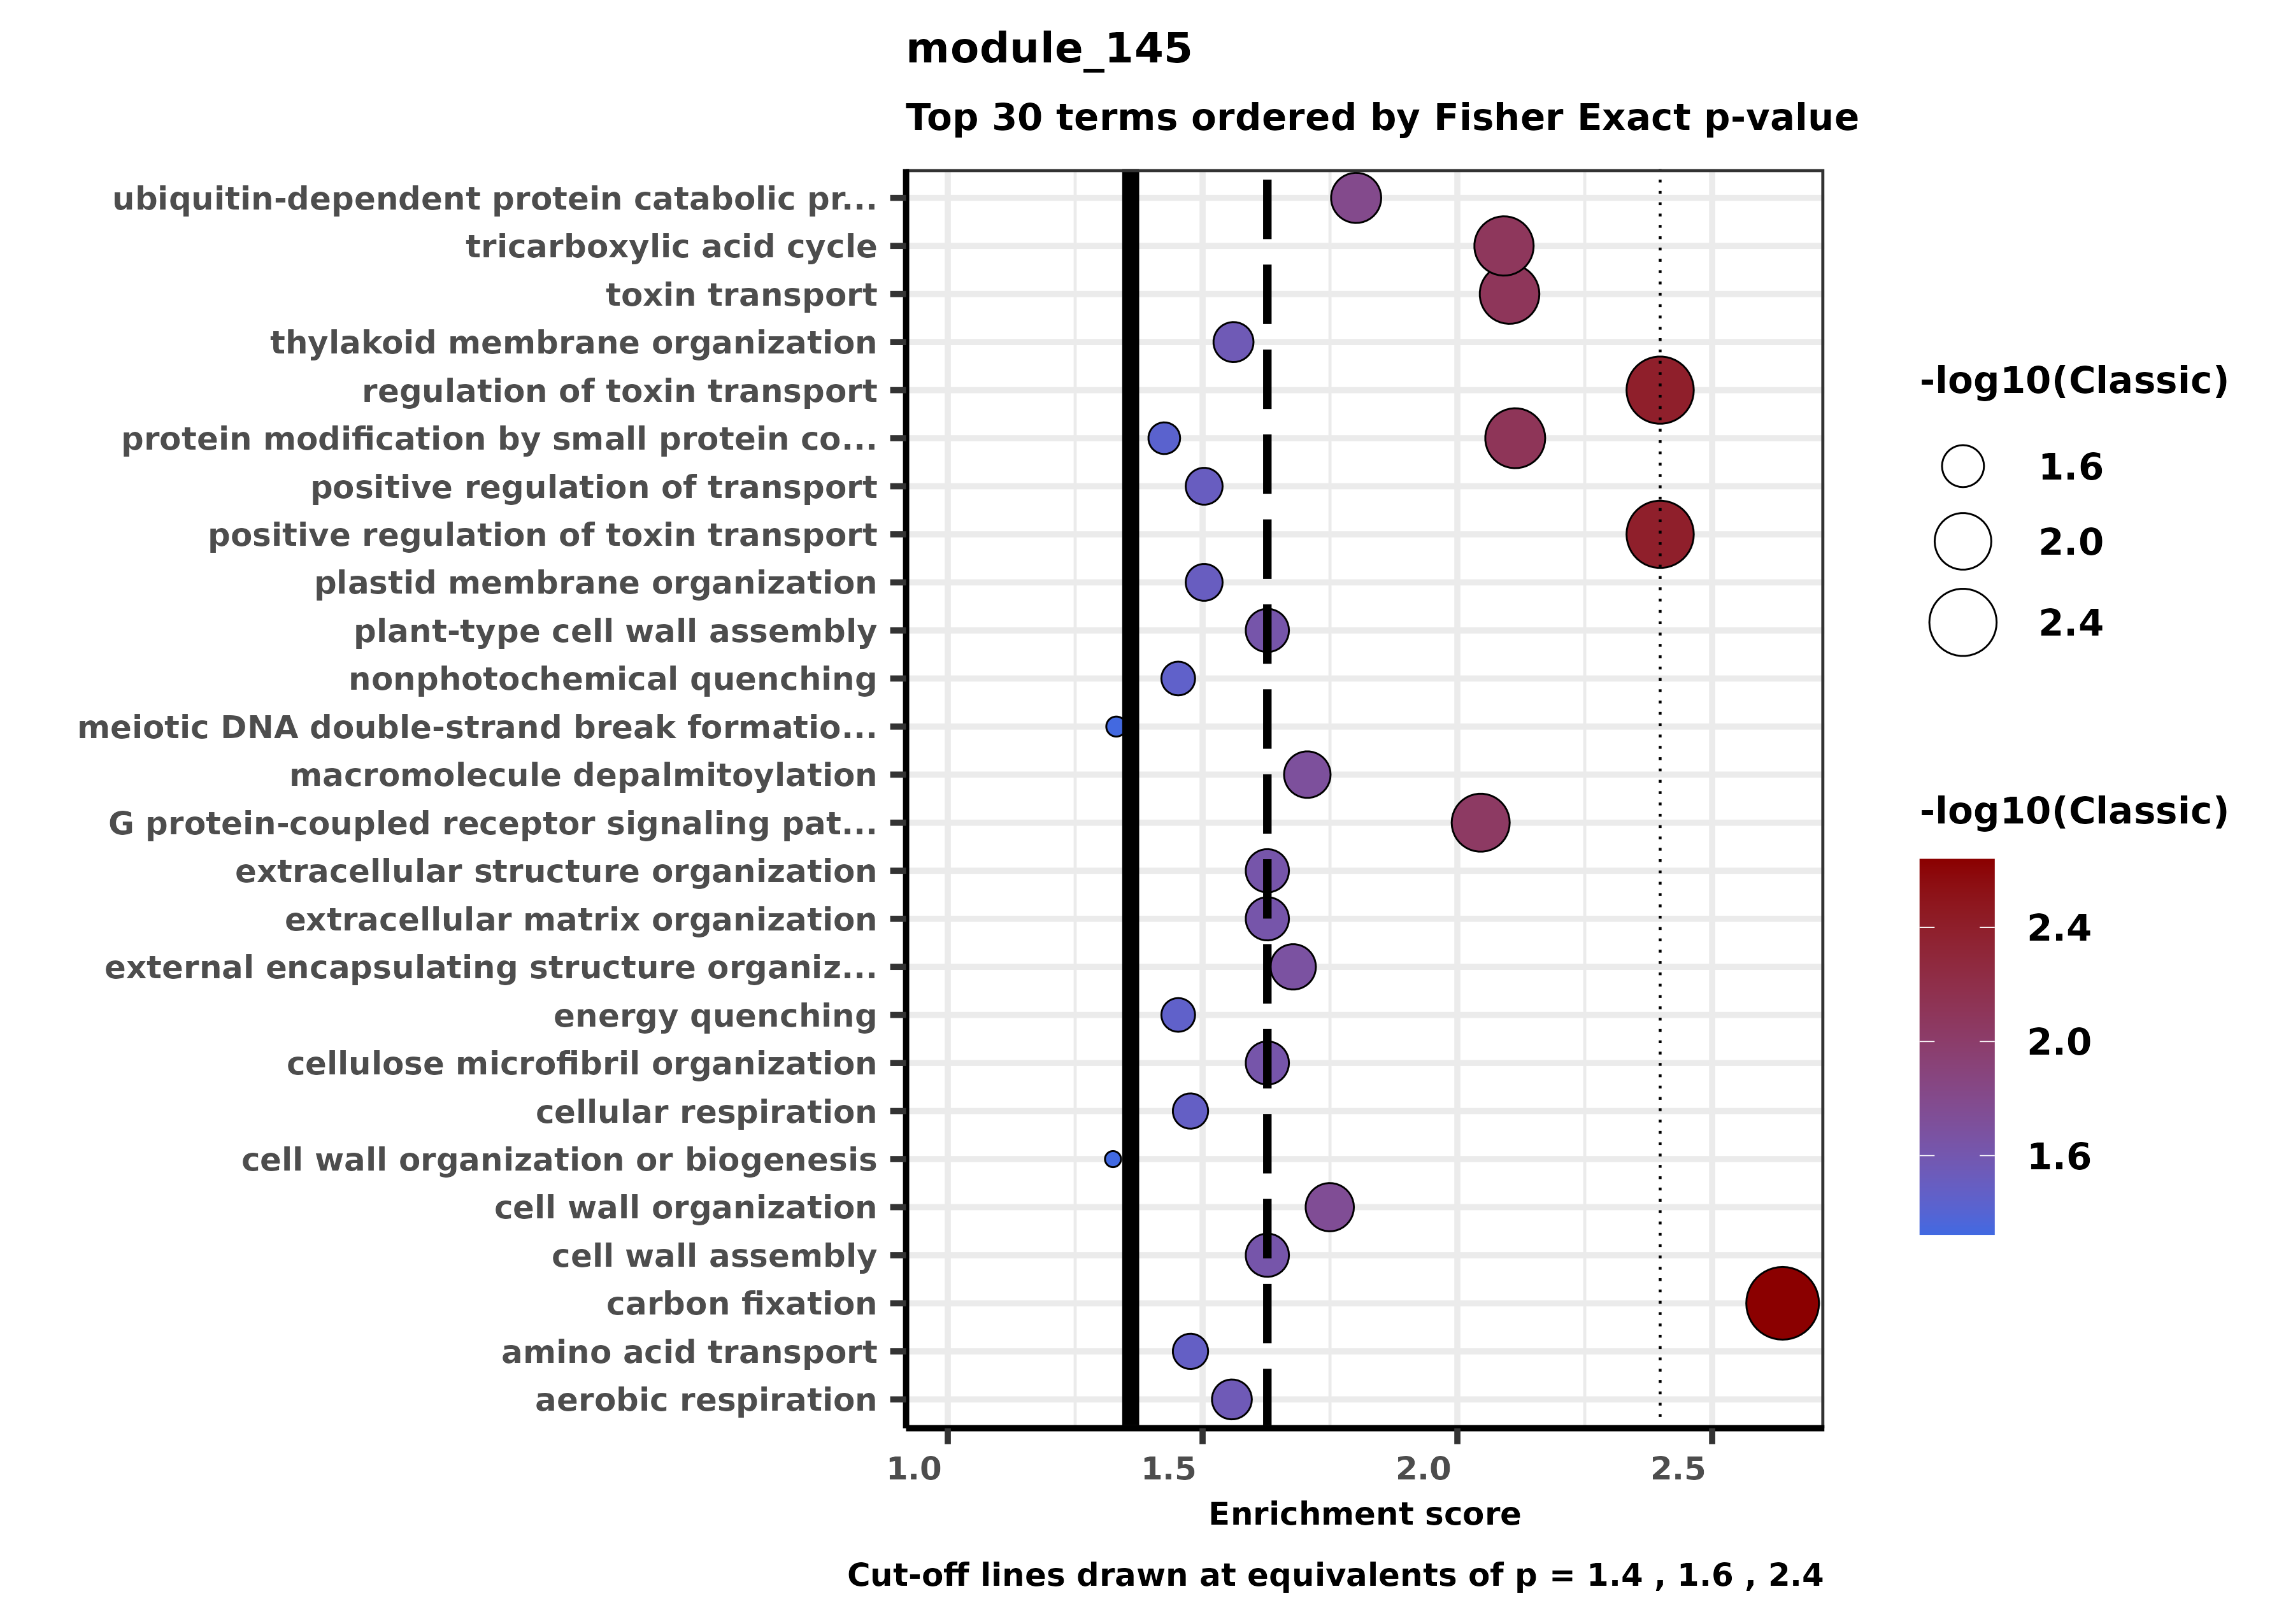 module_145
Top 30 terms ordered by Fisher Exact p-value
ubiquitin-dependent protein catabolic pr...
tricarboxylic acid cycle
toxin transport
thylakoid membrane organization
regulation of toxin transport
protein modification by small protein co...
positive regulation of transport
positive regulation of toxin transport
plastid membrane organization
plant-type cell wall assembly
nonphotochemical quenching
meiotic DNA double-strand break formatio...
macromolecule depalmitoylation
G protein-coupled receptor signaling pat...
extracellular structure organization
extracellular matrix organization
external encapsulating structure organiz...
energy quenching
cellulose microfibril organization
cellular respiration
cell wall organization or biogenesis
cell wall organization
cell wall assembly
carbon fixation
amino acid transport
aerobic respiration
1.0 1.5 2.0 2.5
Enrichment score
Cut-off lines drawn at equivalents of p = 1.4 , 1.6 , 2.4
-log10(Classic)
1.6
2.0
2.4
-log10(Classic)
2.4
2.0
1.6